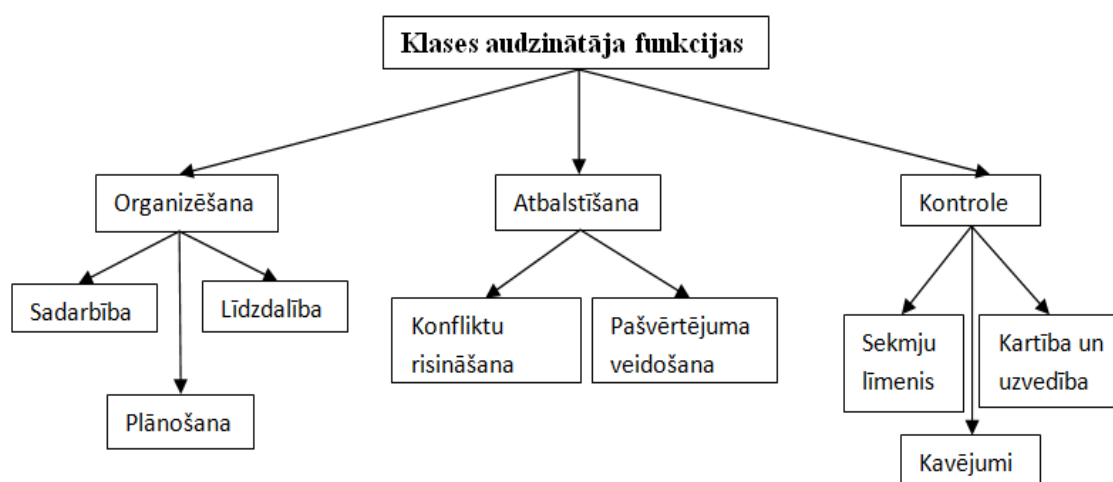 Klases audzinātāja funkcijas
Organizēšana
Atbalstīšana
Kontrole
Sadarbība
Līdzdalība
Plānošana
Konfliktu
risināšana
Pašvērtējuma
veidošana
Sekmju
līmenis
Kartība un
uzvedība
Kavējumi